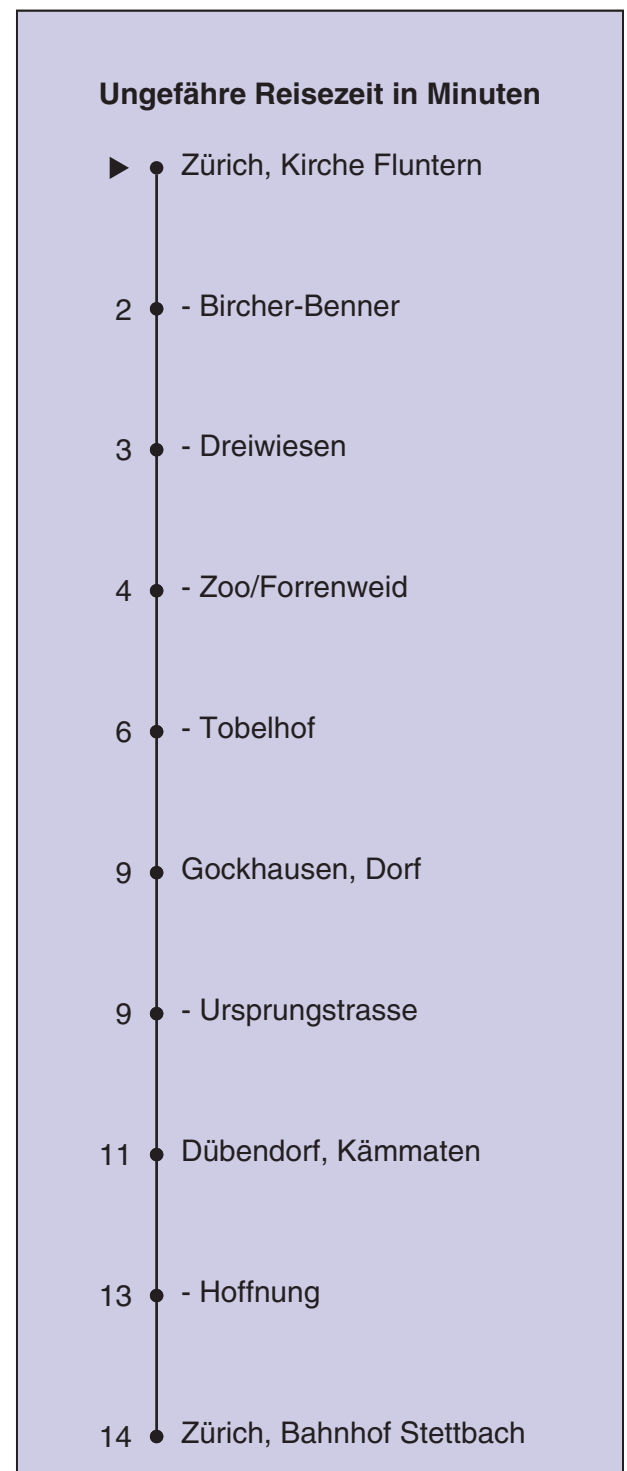 Ungefähre Reisezeit in Minuten
Zürich, Kirche Fluntern
2 - Bircher-Benner
3 - Dreiwiesen
4 - Zoo/Forrenweid
6 - Tobelhof
9 Gockhausen, Dorf
9 - Ursprungstrasse
11 Dübendorf, Kämmaten
13 - Hoffnung
14 Zürich, Bahnhof Stettbach